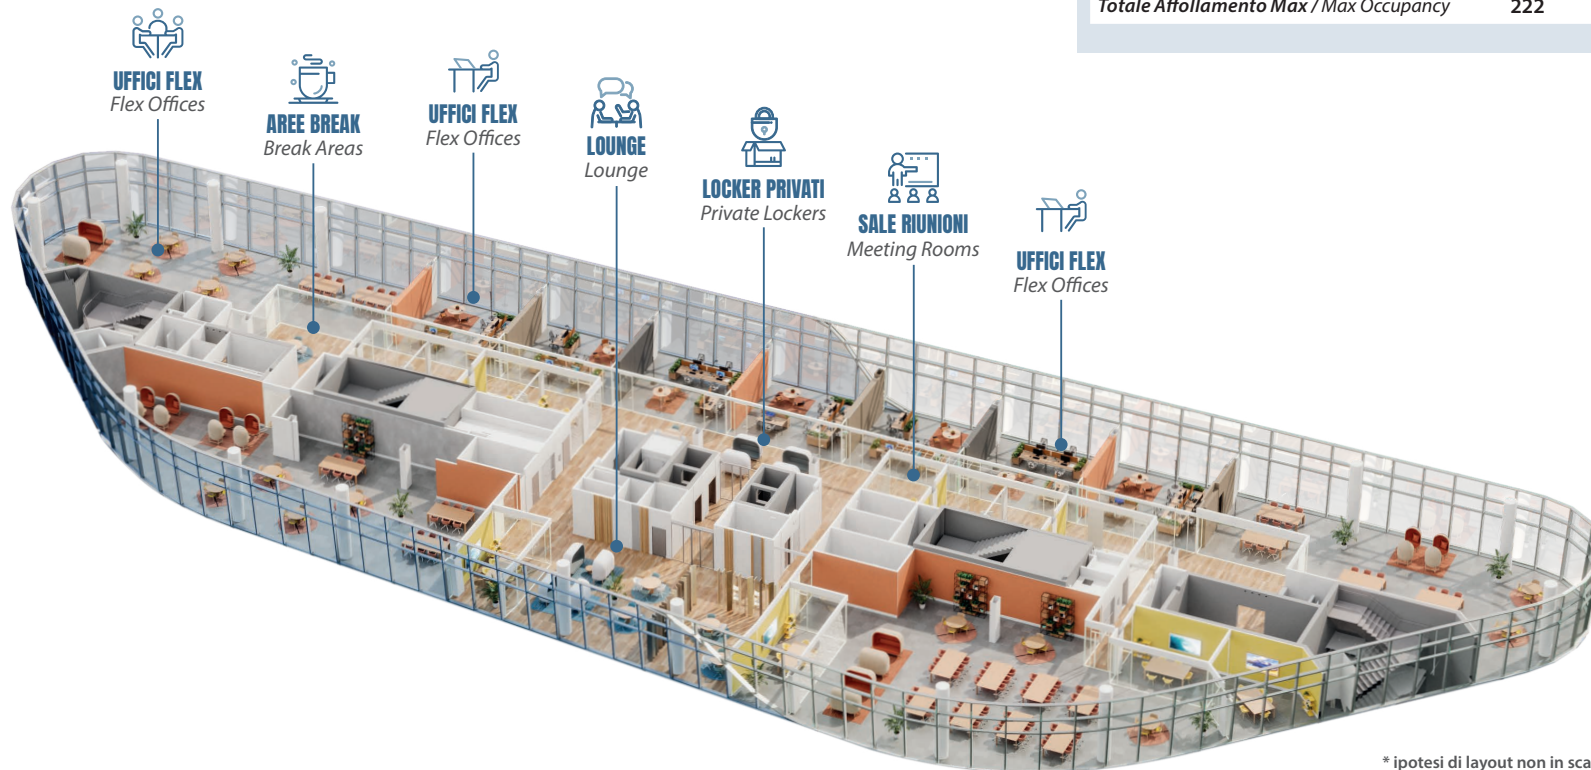 Totale Affollamento Max / Max Occupancy 222
UFFICI FLEX
Flex Offices
AREE BREAK
Break Areas
UFFICI FLEX
Flex Offices
LOUNGE
Lounge
LOCKER PRIVATI
Private Lockers
SALE RIUNIONI
Meeting Rooms
UFFICI FLEX
Flex Offices
* ipotesi di layout non in sca